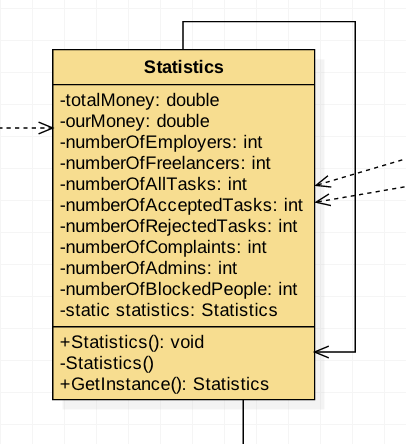 Statistics
-totalMoney: double
-ourMoney: double
-numberOfEmployers: int
-numberOfFreelancers: int
-numberOfAllTasks: int
-numberOfAcceptedTasks: int
-numberOfRejectedTasks: int
-numberOfComplaints: int
-numberOfAdmins: int
-numberOfBlockedPeople: int
-static statistics: Statistics
+Statistics(): void
-Statistics()
+GetInstance(): Statistics